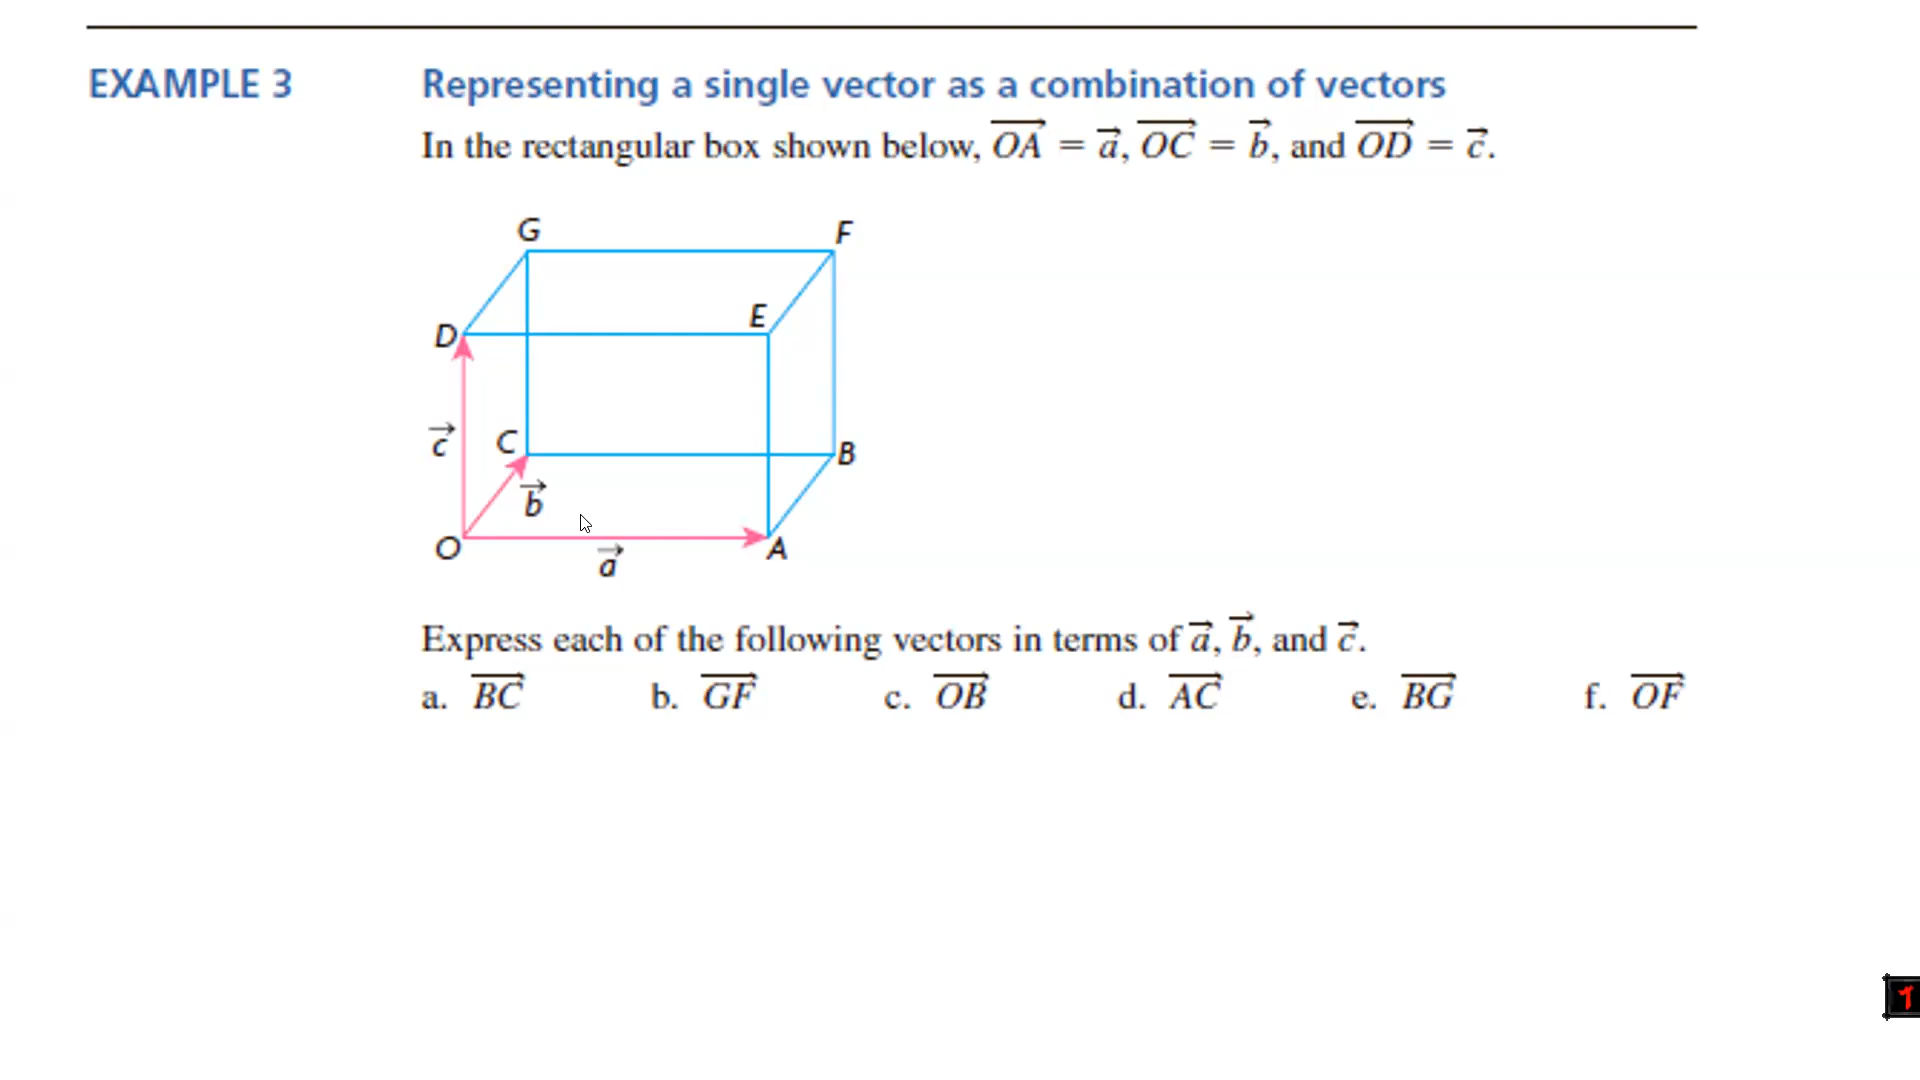 EXAMPLE 3
Representing a single vector as a combination of vectors
In the rectangular box shown below, $\overrightarrow{OA} = \vec{a}$, $\overrightarrow{OC} = \vec{b}$, and $\overrightarrow{OD} = \vec{c}$.
G F
D E
$\vec{c}$ C B
$\vec{b}$
O A
$\vec{a}$
Express each of the following vectors in terms of $\vec{a}$, $\vec{b}$, and $\vec{c}$.
a. $\overrightarrow{BC}$ b. $\overrightarrow{GF}$ c. $\overrightarrow{OB}$ d. $\overrightarrow{AC}$ e. $\overrightarrow{BG}$ f. $\overrightarrow{OF}$
1